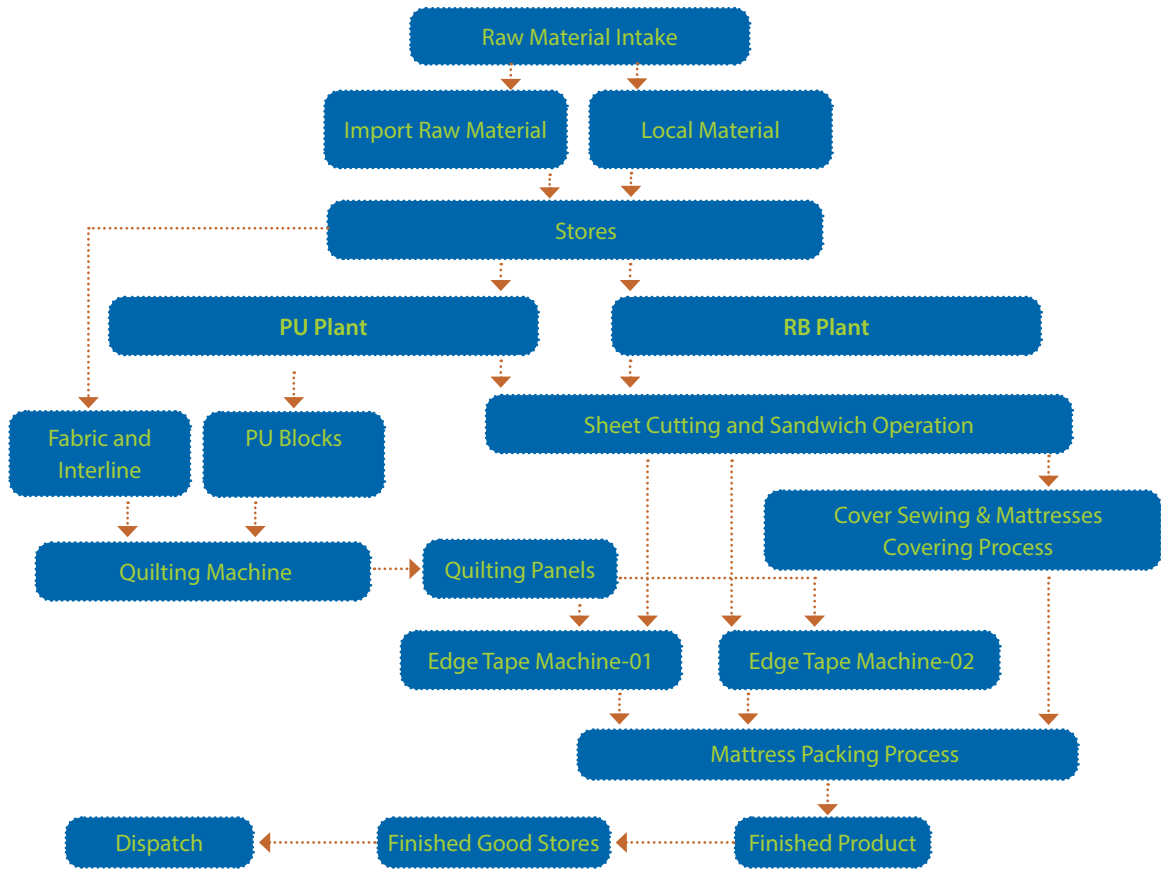 Raw Material Intake
Import Raw Material
Local Material
Stores
PU Plant
RB Plant
Fabric and
Interline
PU Blocks
Sheet Cutting and Sandwich Operation
Cover Sewing & Mattresses
Covering Process
Quilting Machine
Quilting Panels
Edge Tape Machine-01
Edge Tape Machine-02
Mattress Packing Process
Dispatch
Finished Good Stores
Finished Product